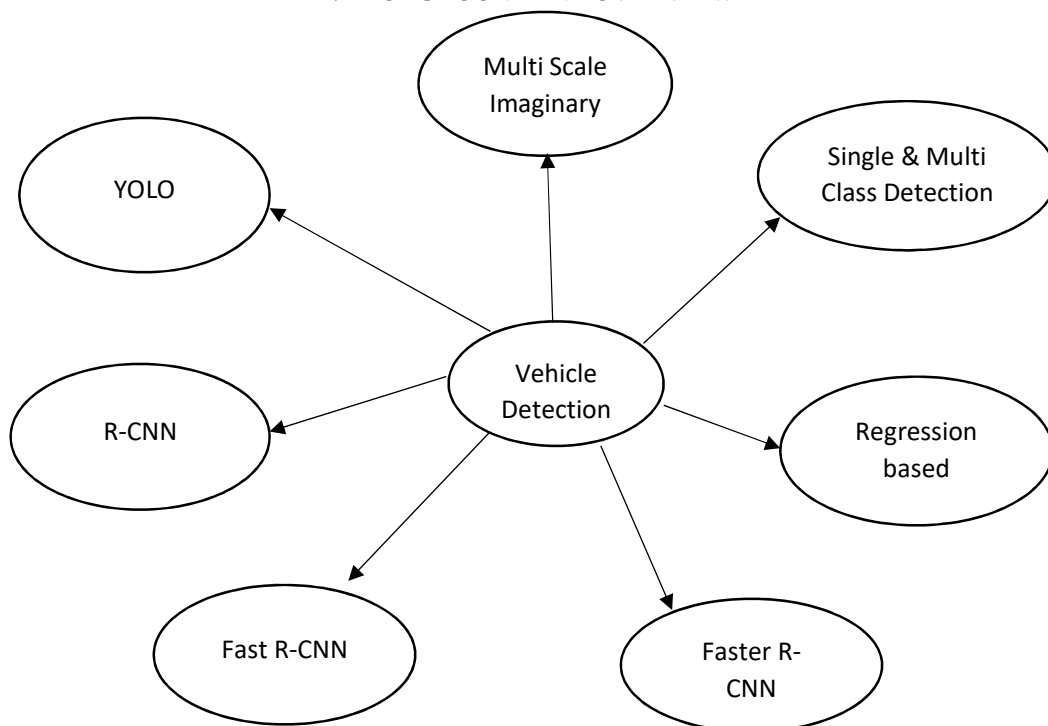 Multi Scale
Imaginary
Single & Multi
Class Detection
YOLO
Vehicle
Detection
R-CNN
Regression
based
Fast R-CNN
Faster R-
CNN